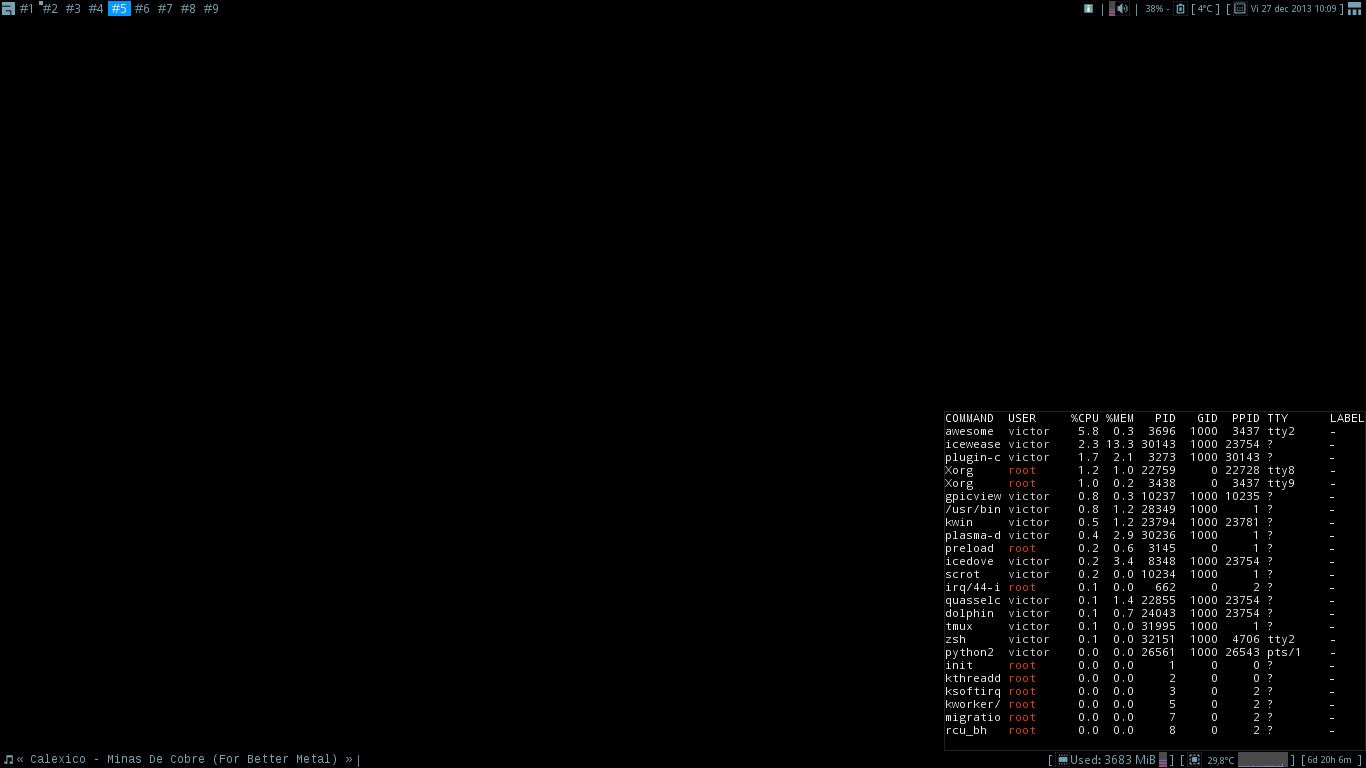 #1 #2 #3 #4 #5 #6 #7 #8 #9 | | 38% - [ 4°C ] [ Vi 27 dec 2013 10:09 ]
COMMAND USER %CPU %MEM PID GID PPID TTY LABEL
awesome victor 5.8 0.3 3696 1000 3437 tty2 -
icewease victor 2.3 13.3 30143 1000 23754 ? -
plugin-c victor 1.7 2.1 3273 1000 30143 ? -
Xorg root 1.2 1.0 22759 0 22728 tty8 -
Xorg root 1.0 0.2 3438 0 3437 tty9 -
gpicview victor 0.8 0.3 10237 1000 10235 ? -
/usr/bin victor 0.8 1.2 28349 1000 1 ? -
kwin victor 0.5 1.2 23794 1000 23781 ? -
plasma-d victor 0.4 2.9 30236 1000 1 ? -
preload root 0.2 0.6 3145 0 1 ? -
icedove victor 0.2 3.4 8348 1000 23754 ? -
scrot victor 0.2 0.0 10234 1000 1 ? -
irq/44-i root 0.1 0.0 662 0 2 ? -
quasselc victor 0.1 1.4 22855 1000 23754 ? -
dolphin victor 0.1 0.7 24043 1000 23754 ? -
tmux victor 0.1 0.0 31995 1000 1 ? -
zsh victor 0.1 0.0 32151 1000 4706 tty2 -
python2 victor 0.0 0.0 26561 1000 26543 pts/1 -
init root 0.0 0.0 1 0 0 ? -
kthreadd root 0.0 0.0 2 0 0 ? -
ksoftirq root 0.0 0.0 3 0 2 ? -
kworker/ root 0.0 0.0 5 0 2 ? -
migratio root 0.0 0.0 7 0 2 ? -
rcu_bh root 0.0 0.0 8 0 2 ? -
« Calexico - Minas De Cobre (For Better Metal) » | [ Used: 3683 MiB ] [ 29,8°C ] [ 6d 20h 6m ]